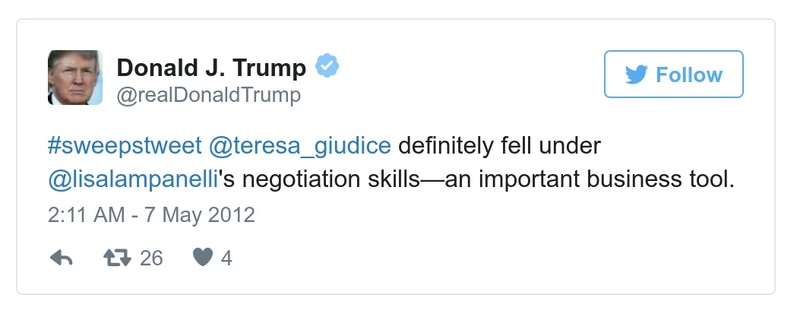 Donald J. Trump
@realDonaldTrump
Follow
#sweepstweet @teresa_giudice definitely fell under
@lisalampanelli's negotiation skills—an important business tool.
2:11 AM - 7 May 2012
26 4